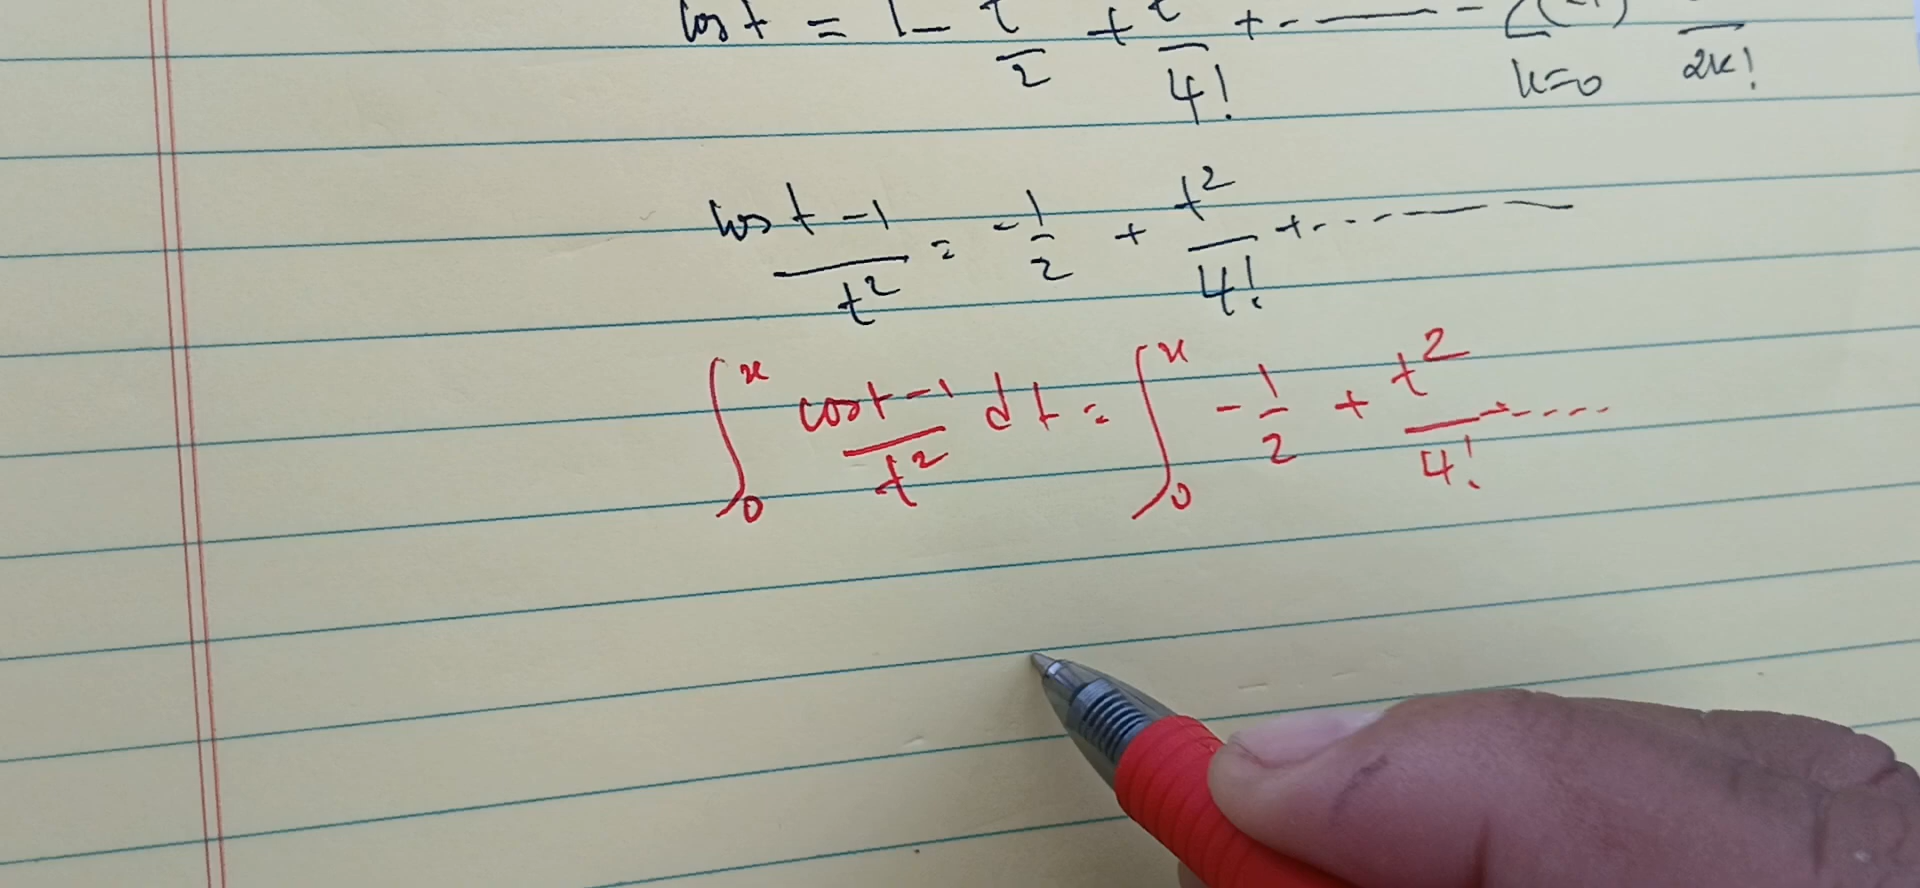 cos t = 1 - t/2 + t/4! + - ——— - Σ(-1) /2k! k=0
cos t - 1/t² = -1/2 + t²/4! + - - - - ———
∫₀ˣ cos t - 1/t² dt = ∫₀ˣ -1/2 + t²/4! + - - - -